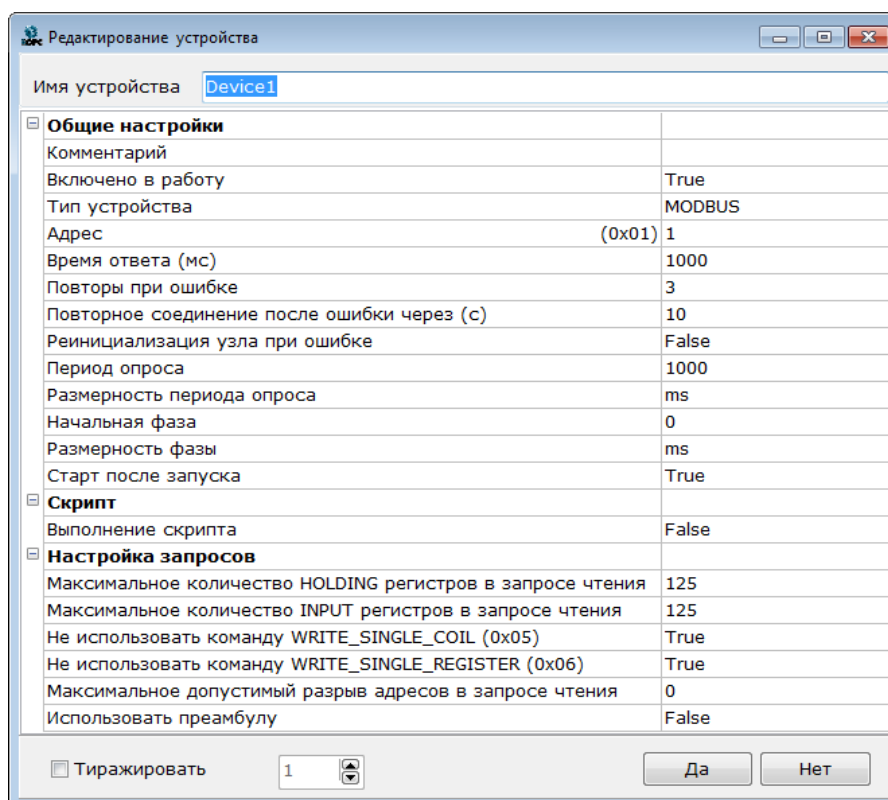 Редактирование устройства
Имя устройства Device1
Общие настройки
Комментарий
Включено в работу True
Тип устройства MODBUS
Адрес (0x01) 1
Время ответа (мс) 1000
Повторы при ошибке 3
Повторное соединение после ошибки через (с) 10
Реинициализация узла при ошибке False
Период опроса 1000
Размерность периода опроса ms
Начальная фаза 0
Размерность фазы ms
Старт после запуска True
Скрипт
Выполнение скрипта False
Настройка запросов
Максимальное количество HOLDING регистров в запросе чтения 125
Максимальное количество INPUT регистров в запросе чтения 125
Не использовать команду WRITE_SINGLE_COIL (0x05) True
Не использовать команду WRITE_SINGLE_REGISTER (0x06) True
Максимальное допустимый разрыв адресов в запросе чтения 0
Использовать преамбулу False
Тиражировать 1 Да Нет